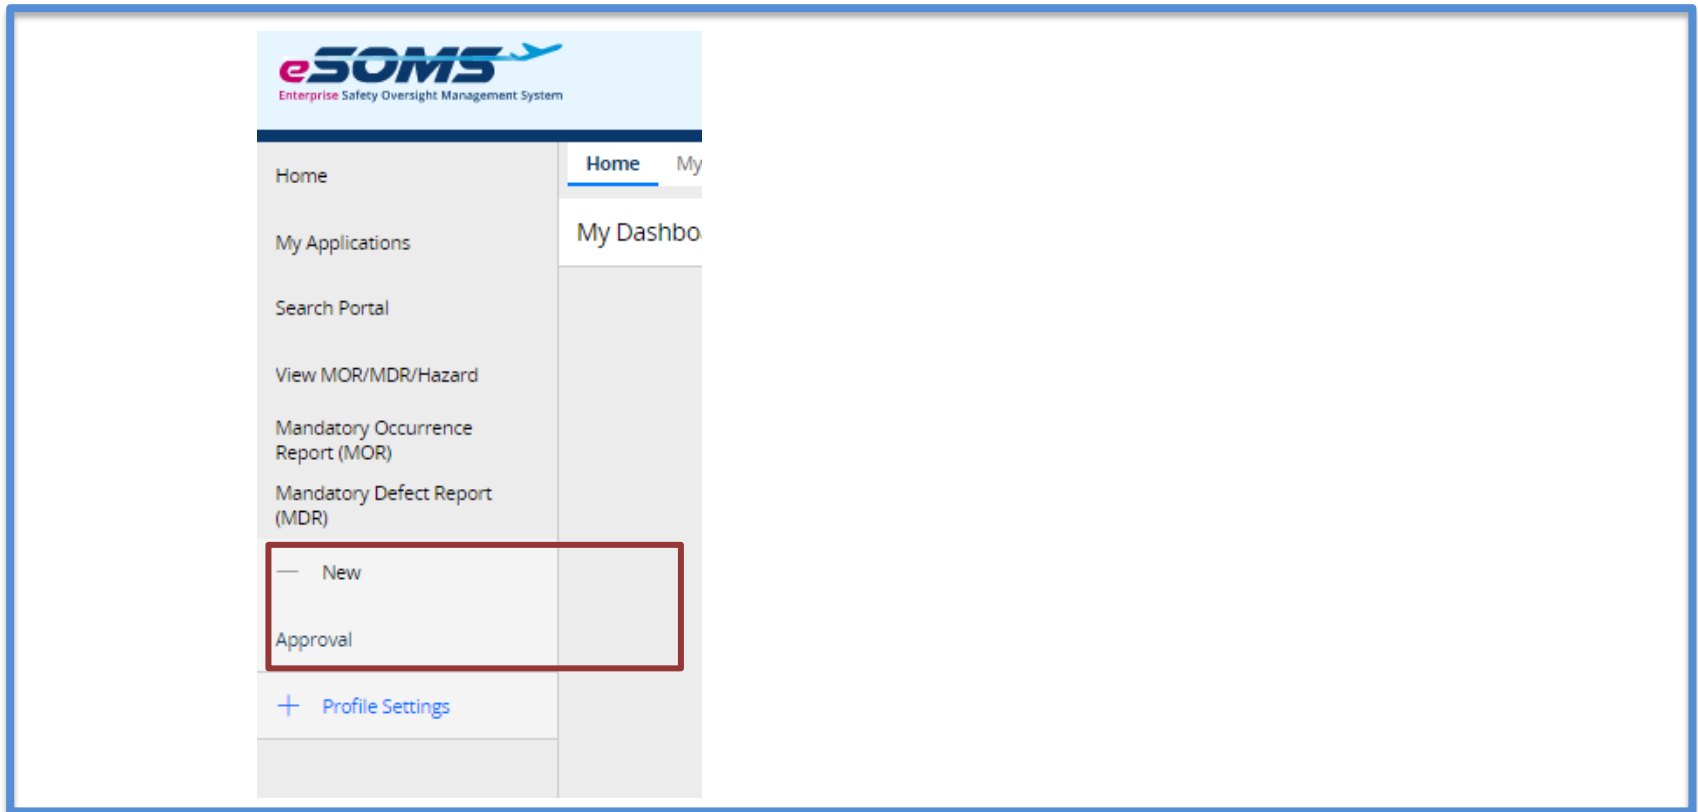 eSOMS
Enterprise Safety Oversight Management System
Home
My Applications
Search Portal
View MOR/MDR/Hazard
Mandatory Occurrence
Report (MOR)
Mandatory Defect Report
(MDR)
— New
Approval
+ Profile Settings
Home My
My Dashbo